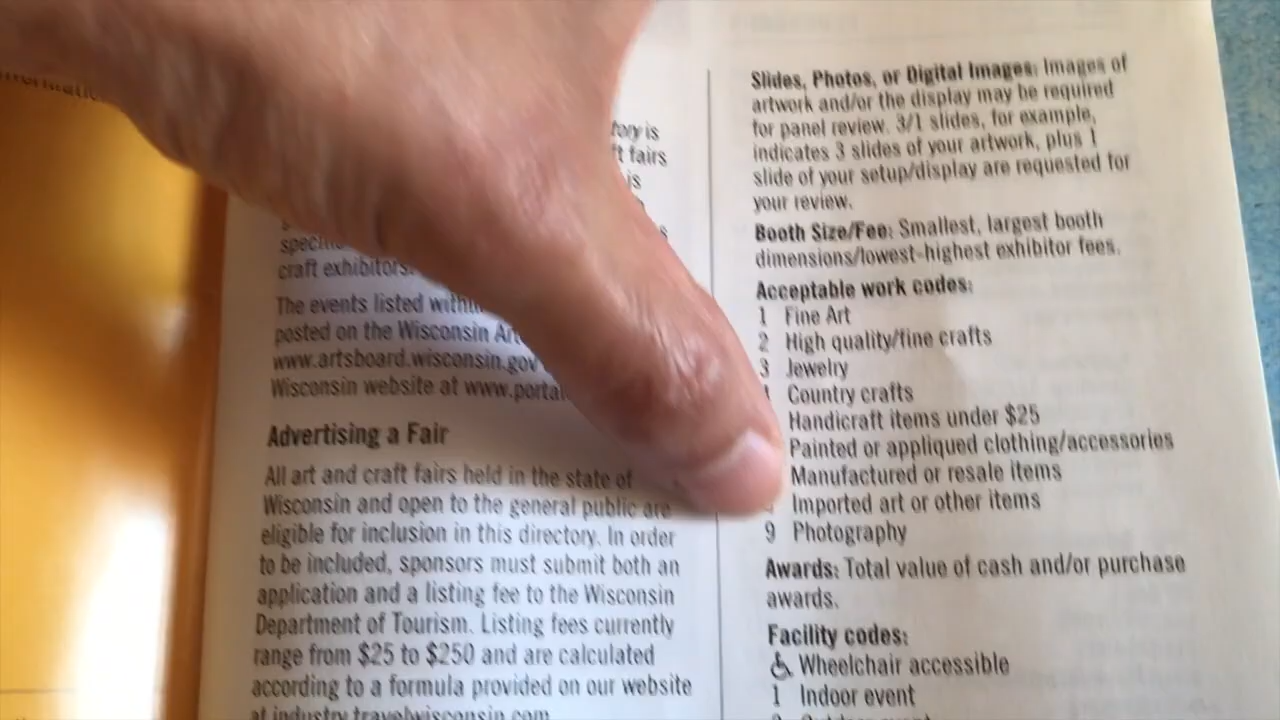 tory is
t fairs
is
craft exhibitors.
The events listed
posted on the Wisconsin
www.artsboard.wisconsin.gov
Wisconsin website at
Advertising a Fair
All art and craft fairs held in the state of
Wisconsin and open to the general public are
eligible for inclusion in this directory. In order
to be included, sponsors must submit both an
application and a listing fee to the Wisconsin
Department of Tourism. Listing fees currently
range from $25 to $250 and are calculated
according to a formula provided on our website
at industry.travelwisconsin.com
Slides, Photos, or Digital Images: Images of
artwork and/or the display may be required
for panel review. 3/1 slides, for example,
indicates 3 slides of your artwork, plus 1
slide of your setup/display are requested for
your review.
Booth Size/Fee: Smallest, largest booth
dimensions/lowest-highest exhibitor fees.
Acceptable work codes:
1 Fine Art
2 High quality/fine crafts
3 Jewelry
Country crafts
Handicraft items under $25
Painted or appliqued clothing/accessories
Manufactured or resale items
Imported art or other items
9 Photography
Awards: Total value of cash and/or purchase
awards.
Facility codes:
Wheelchair accessible
1 Indoor event